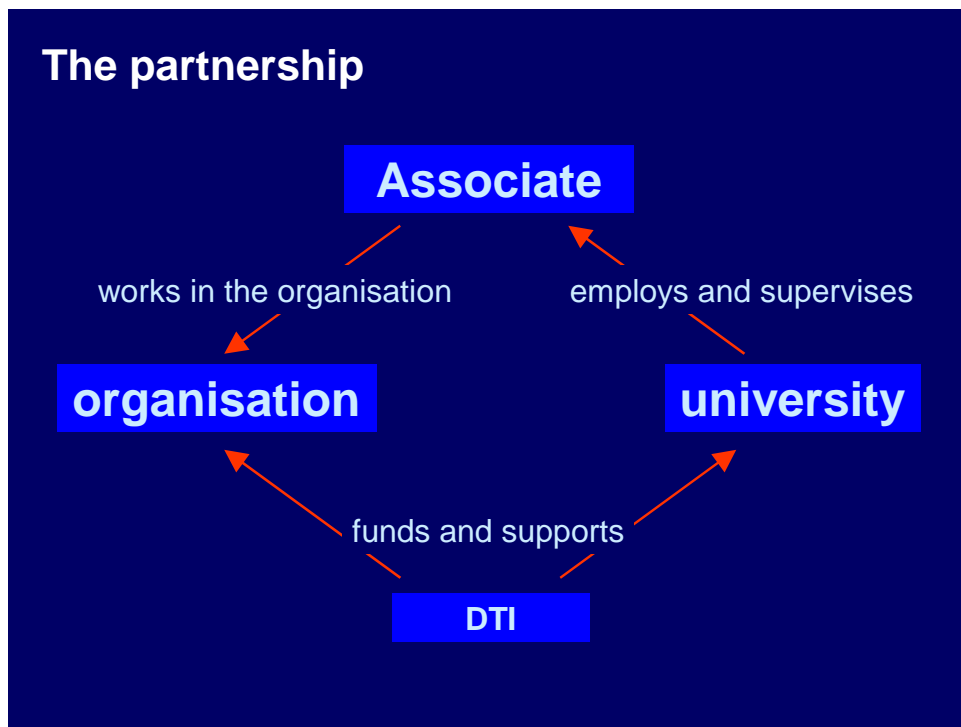 The partnership
Associate
works in the organisation
employs and supervises
organisation
university
funds and supports
DTI